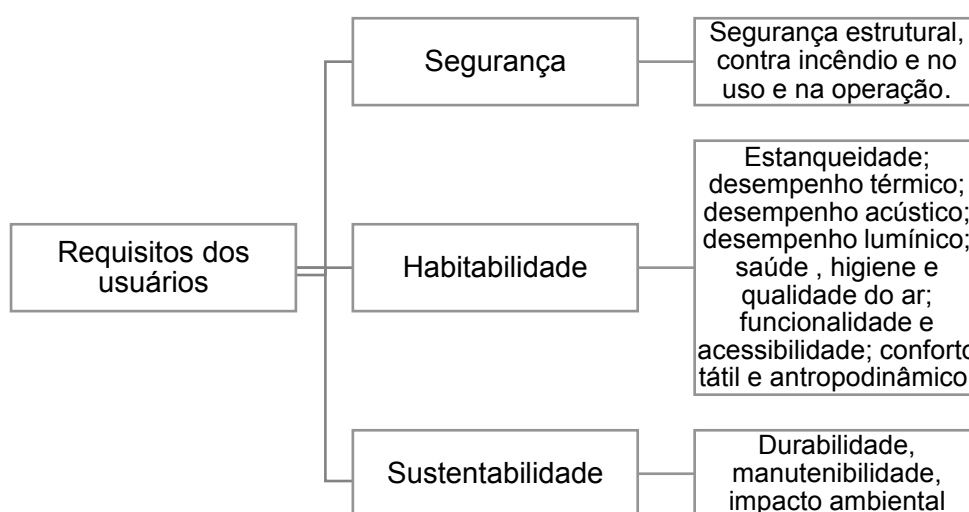 Requisitos dos
usuários
Segurança
Segurança estrutural,
contra incêndio e no
uso e na operação.
Habitabilidade
Estanqueidade;
desempenho térmico;
desempenho acústico;
desempenho lumínico;
saúde , higiene e
qualidade do ar;
funcionalidade e
acessibilidade; conforto
tátil e antropodinâmico
Sustentabilidade
Durabilidade,
manutenibilidade,
impacto ambiental